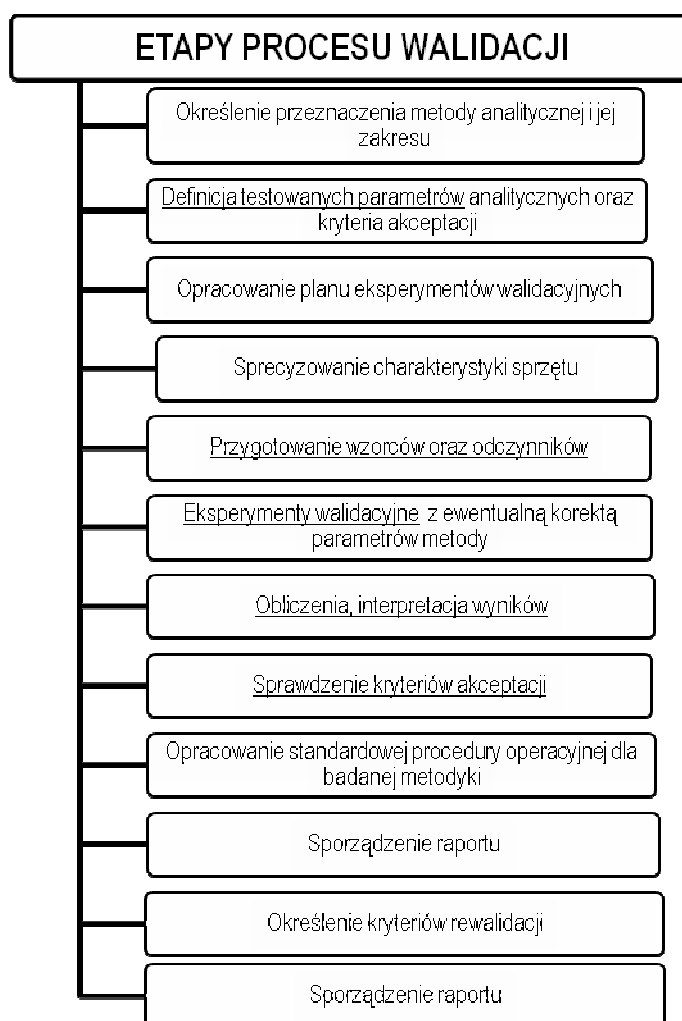 ETAPY PROCESU WALIDACJI
Określenie przeznaczenia metody analitycznej i jej
zakresu
Definicja testowanych parametrów analitycznych oraz
kryteria akceptacji
Opracowanie planu eksperymentów walidacyjnych
Sprecyzowanie charakterystyki sprzętu
Przygotowanie wzorców oraz odczynników
Eksperymenty walidacyjne z ewentualną korektą
parametrów metody
Obliczenia, interpretacja wyników
Sprawdzenie kryteriów akceptacji
Opracowanie standardowej procedury operacyjnej dla
badanej metodyki
Sporządzenie raportu
Określenie kryteriów rewalidacji
Sporządzenie raportu